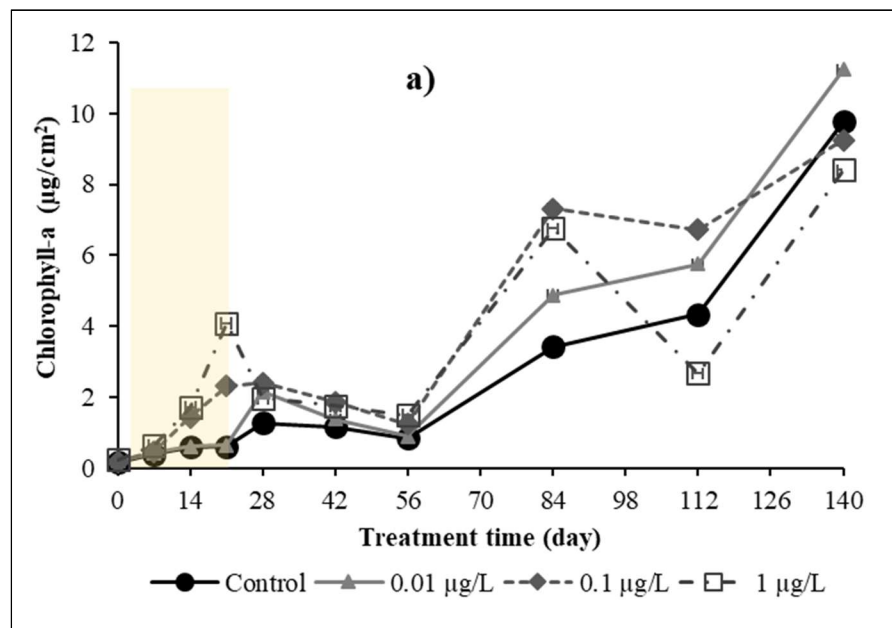 a)
12
10
8
6
4
2
0
Chlorophyll-a (µg/cm²)
0 14 28 42 56 70 84 98 112 126 140
Treatment time (day)
Control 0.01 µg/L 0.1 µg/L 1 µg/L